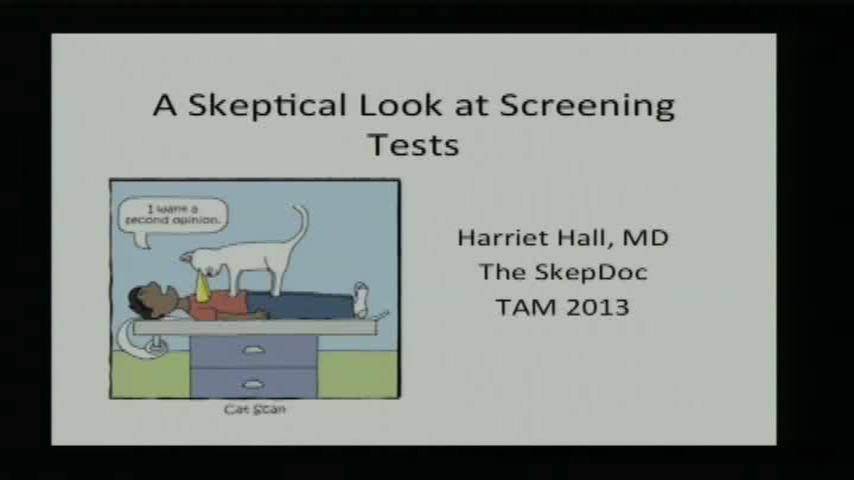 A Skeptical Look at Screening
Tests
I want a
second opinion.
Harriet Hall, MD
The SkepDoc
TAM 2013
Cat Scan